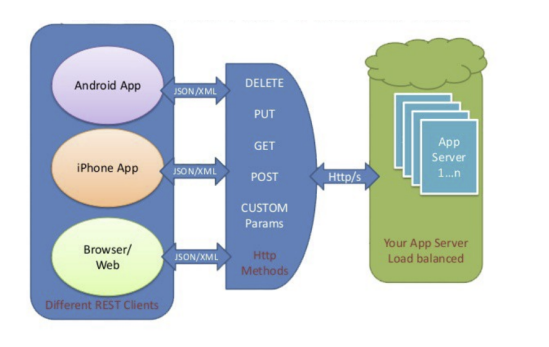 Android App
iPhone App
Browser/
Web
Different REST Clients
JSON/XML
JSON/XML
JSON/XML
DELETE
PUT
GET
POST
CUSTOM
Params
Http
Methods
Http/s
App
Server
1...n
Your App Server
Load balanced